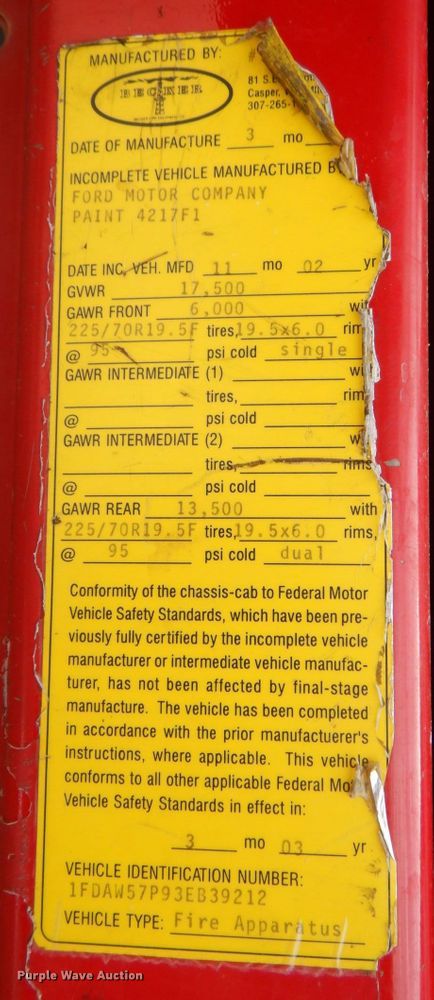 MANUFACTURED BY:
BECKER
81 S.E.
Casper,
307-265-
DATE OF MANUFACTURE 3 mo
INCOMPLETE VEHICLE MANUFACTURED B
FORD MOTOR COMPANY
PAINT 4217F1
DATE INC, VEH. MFD 11 mo 02 yr
GVWR 17,500
GAWR FRONT 6,000 wit
225/70R19.5F tires, 19.5x6.0 rim
@ 95 psi cold single
GAWR INTERMEDIATE (1) wi
tires, rim
@ psi cold
GAWR INTERMEDIATE (2) w
tires, rims
@ psi cold
GAWR REAR 13,500 with
225/70R19.5F tires, 19.5x6.0 rims,
@ 95 psi cold dual
Conformity of the chassis-cab to Federal Motor
Vehicle Safety Standards, which have been pre-
viously fully certified by the incomplete vehicle
manufacturer or intermediate vehicle manufac-
turer, has not been affected by final-stage
manufacture. The vehicle has been completed
in accordance with the prior manufactuerer's
instructions, where applicable. This vehicle
conforms to all other applicable Federal Mo
Vehicle Safety Standards in effect in:
3 mo 03 yr
VEHICLE IDENTIFICATION NUMBER:
1FDAW57P93EB39212
VEHICLE TYPE: Fire Apparatus
Purple Wave Auction